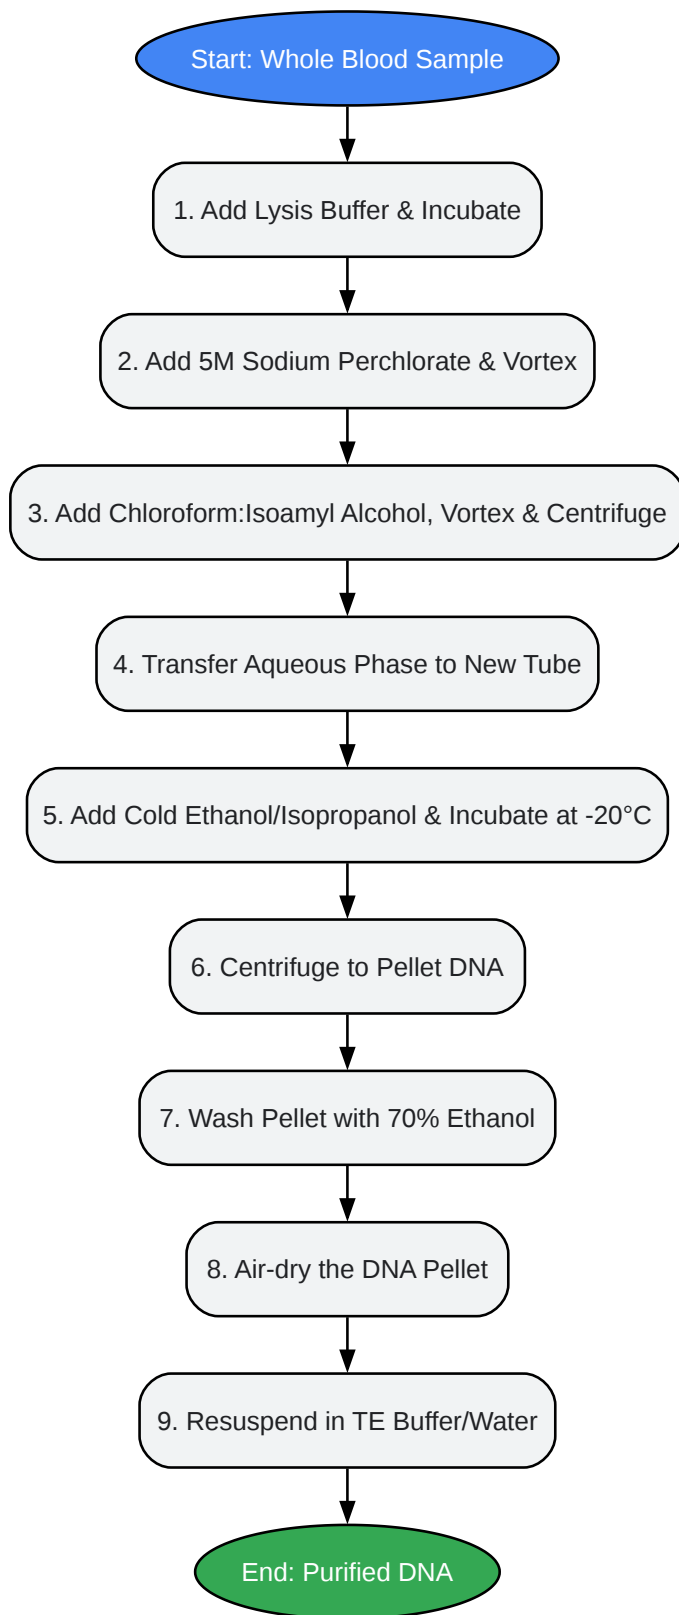 Start: Whole Blood Sample
1. Add Lysis Buffer & Incubate
2. Add 5M Sodium Perchlorate & Vortex
3. Add Chloroform:Isoamyl Alcohol, Vortex & Centrifuge
4. Transfer Aqueous Phase to New Tube
5. Add Cold Ethanol/Isopropanol & Incubate at -20°C
6. Centrifuge to Pellet DNA
7. Wash Pellet with 70% Ethanol
8. Air-dry the DNA Pellet
9. Resuspend in TE Buffer/Water
End: Purified DNA